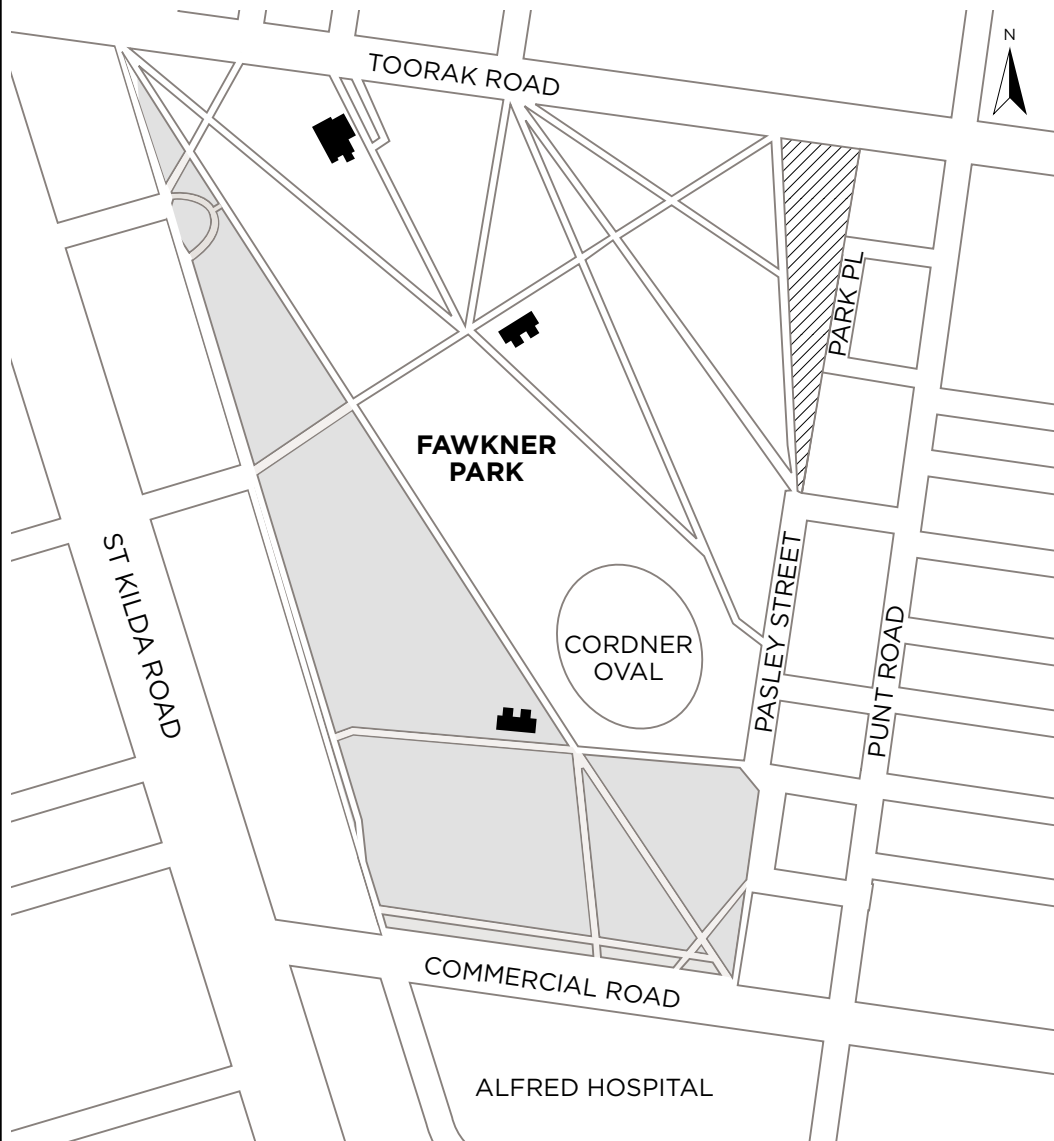 N
TOORAK ROAD
PARK PL
FAWKNER
PARK
ST KILDA ROAD
PASLEY STREET
CORDNER
OVAL
PUNT ROAD
COMMERCIAL ROAD
ALFRED HOSPITAL